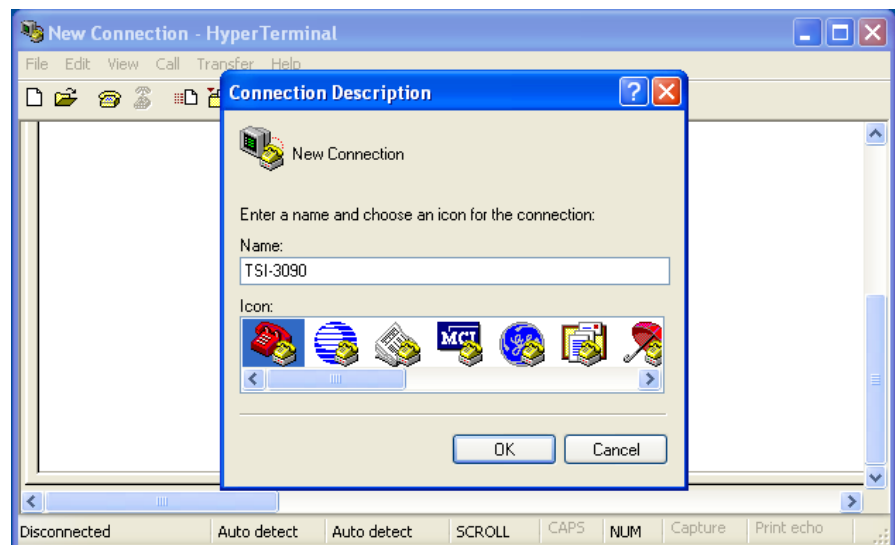 New Connection - HyperTerminal
File Edit View Call Transfer Help
Connection Description
New Connection
Enter a name and choose an icon for the connection:
Name:
TSI-3090
Icon:
MCI
OK Cancel
Disconnected Auto detect Auto detect SCROLL CAPS NUM Capture Print echo